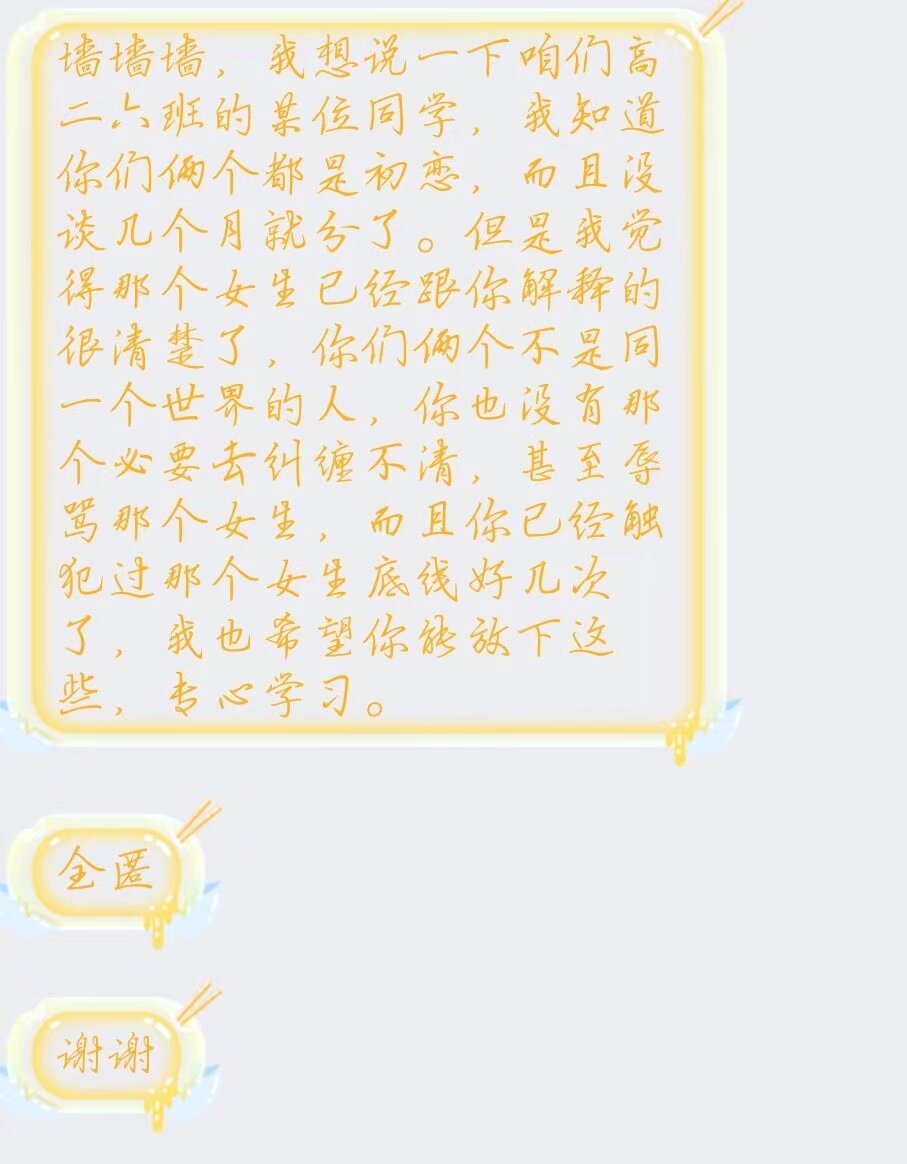 墙墙墙，我想说一下咱们高
二六班的某位同学，我知道
你们俩个都是初恋，而且没
谈几个月就分了。但是我觉
得那个女生已经跟你解释的
很清楚了，你们俩个不是同
一个世界的人，你也没有那
个必要去纠缠不清，甚至辱
骂那个女生，而且你已经触
犯过那个女生底线好几次
了，我也希望你能放下这
些，专心学习。
全匿
谢谢